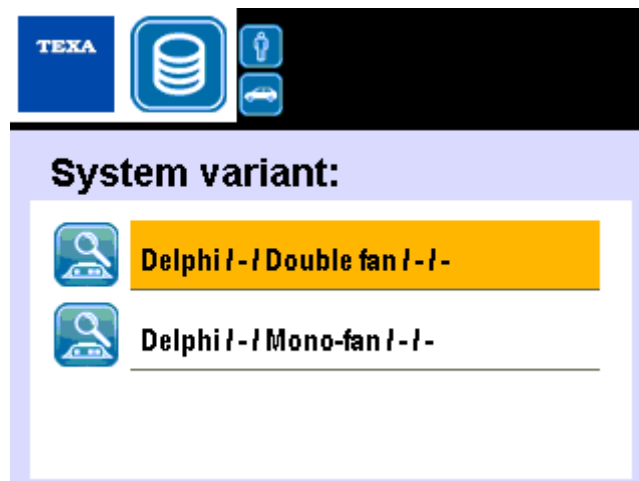 TEXA
System variant:
Delphi / - / Double fan / - / -
Delphi / - / Mono-fan / - / -